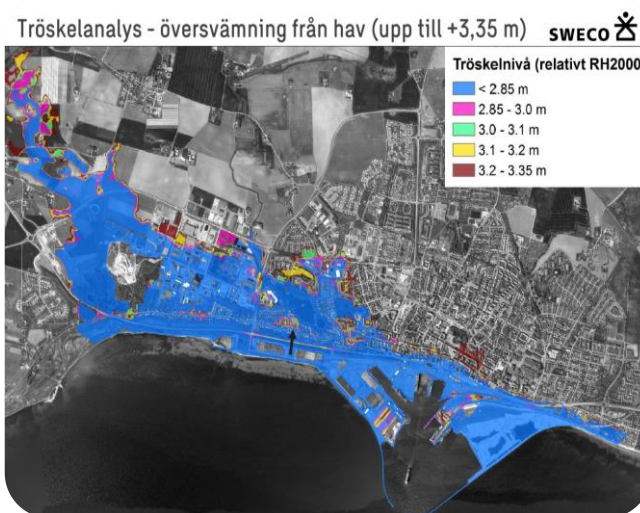 Tröskelanalys - översvämning från hav (upp till +3,35 m)
SWECO
Tröskelnivå (relativt RH2000
< 2.85 m
2.85 - 3.0 m
3.0 - 3.1 m
3.1 - 3.2 m
3.2 - 3.35 m